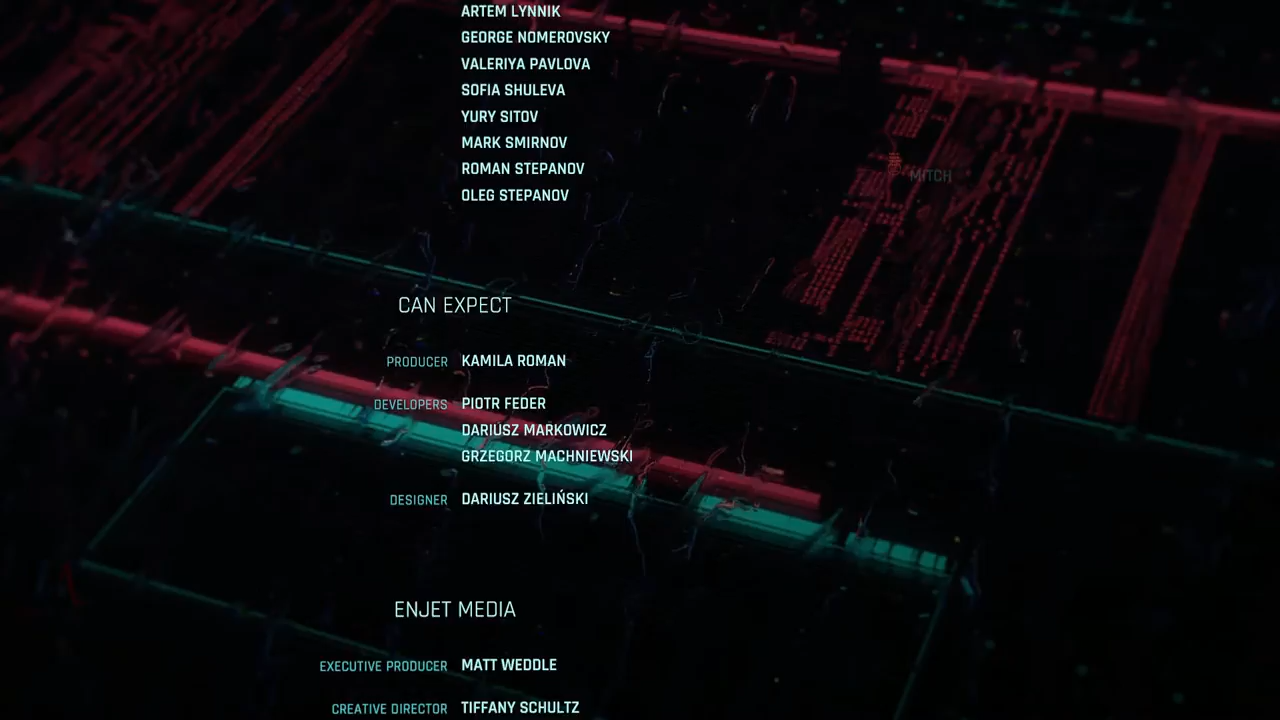 ARTEM LYNNIK
GEORGE NOMEROVSKY
VALERIYA PAVLOVA
SOFIA SHULEVA
YURY SITOV
MARK SMIRNOV
ROMAN STEPANOV
MITCH
OLEG STEPANOV
CAN EXPECT
PRODUCER KAMILA ROMAN
DEVELOPERS PIOTR FEDER
DARIUSZ MARKOWICZ
GRZEGORZ MACHNIEWSKI
DESIGNER DARIUSZ ZIELIŃSKI
ENJET MEDIA
EXECUTIVE PRODUCER MATT WEDDLE
CREATIVE DIRECTOR TIFFANY SCHULTZ